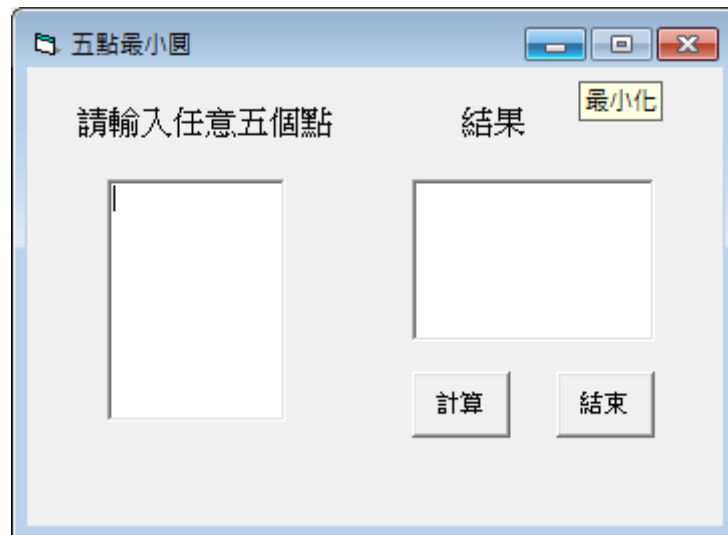 五點最小圓
最小化
請輸入任意五個點
結果
計算
結束